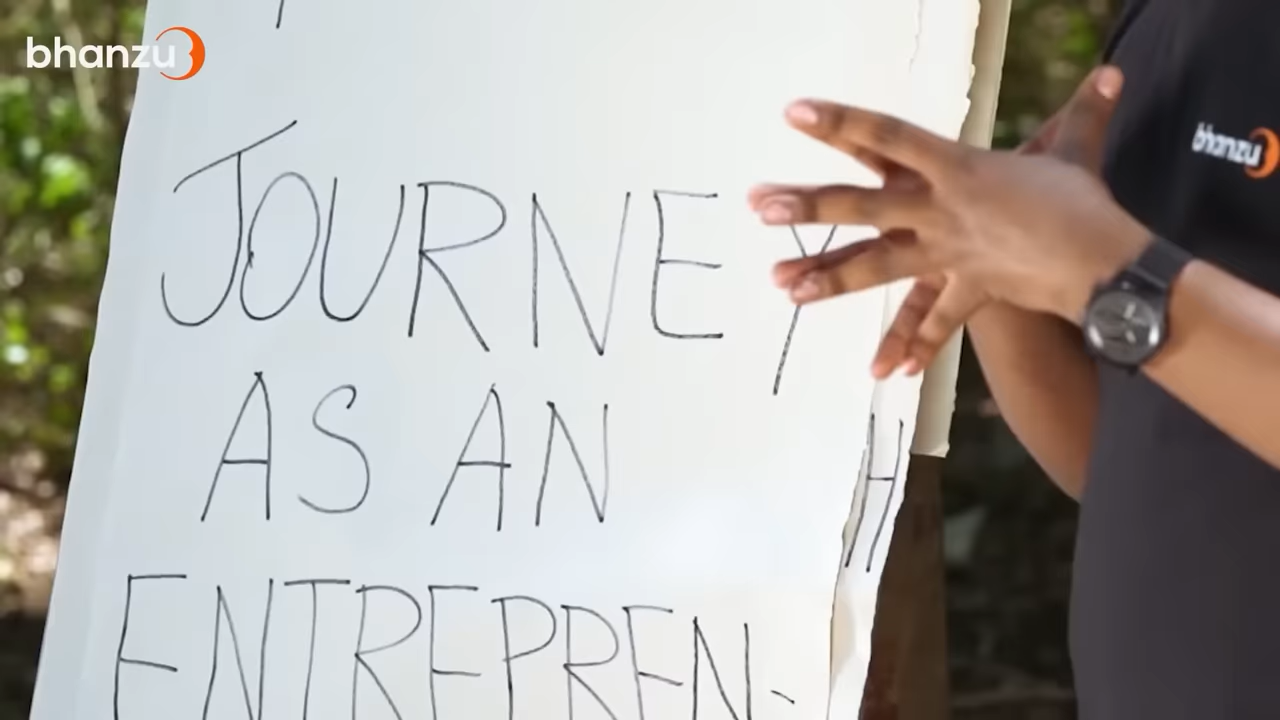 bhanzu
bhanzu
JOURNEY
AS AN
H
ENTREPREN-